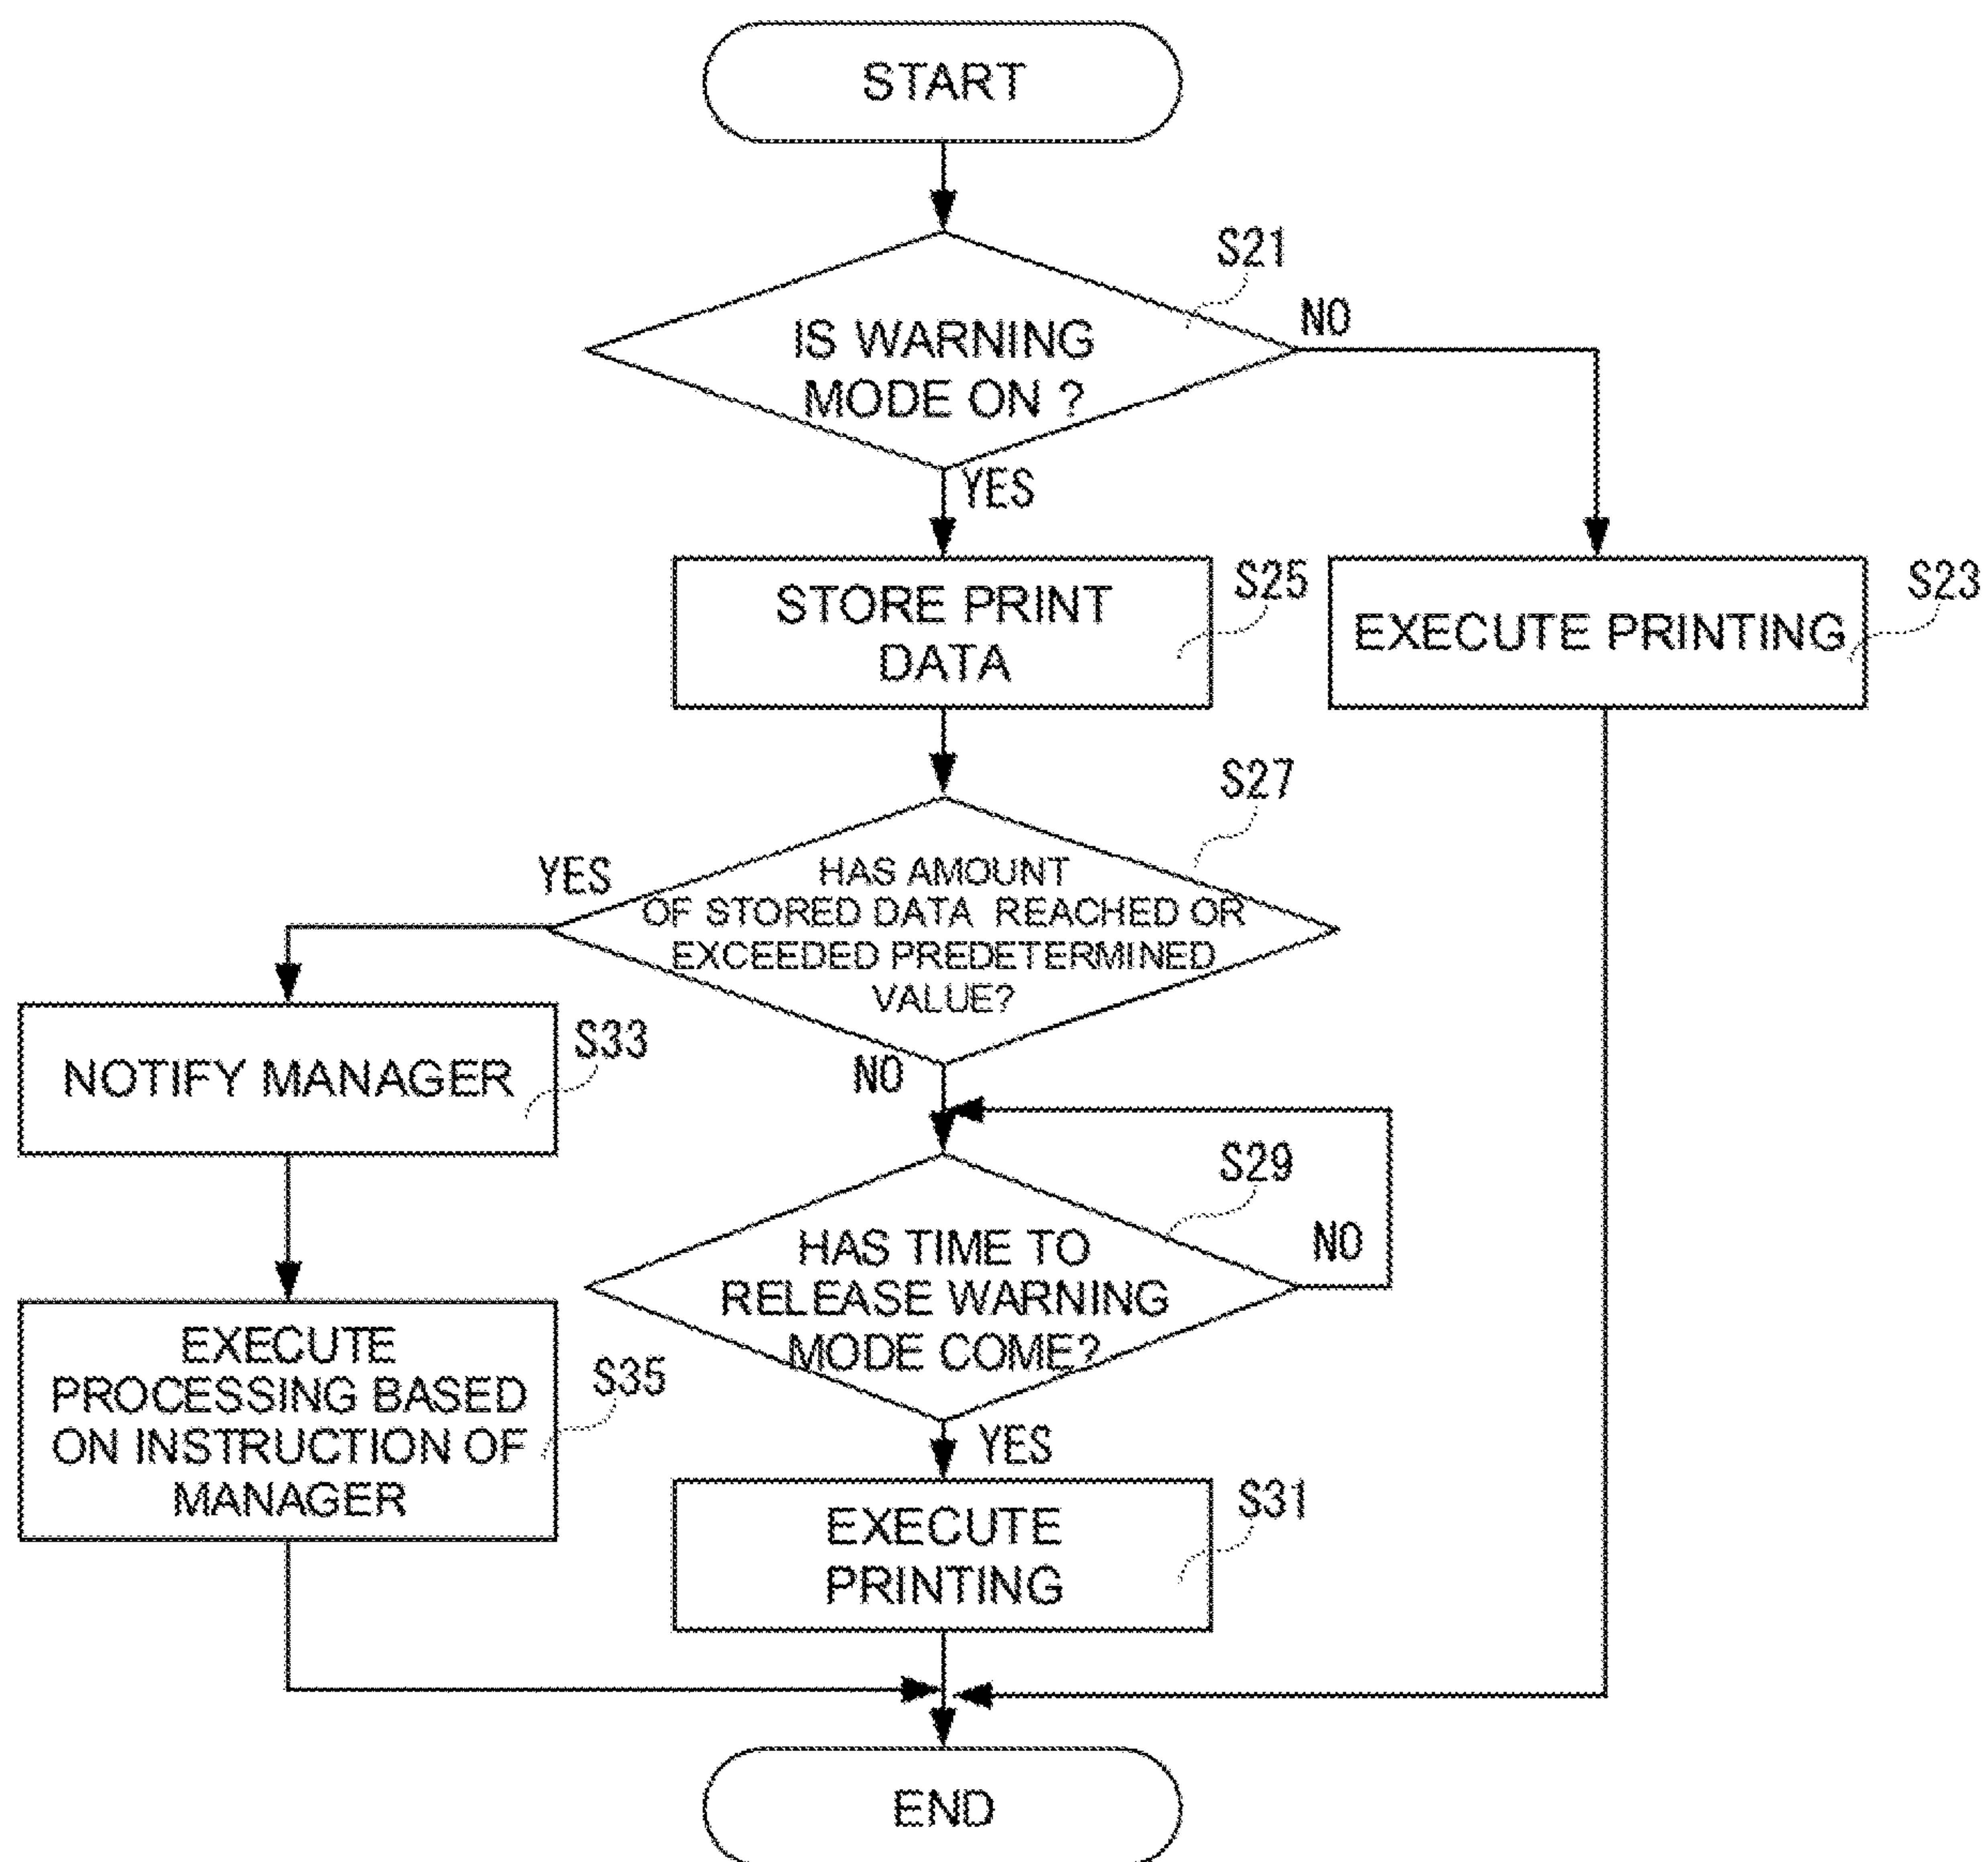 START
S21
IS WARNING
MODE ON ?
NO
YES
STORE PRINT
DATA
S25
EXECUTE PRINTING
S23
S27
YES
HAS AMOUNT
OF STORED DATA REACHED OR
EXCEEDED PREDETERMINED
VALUE?
NO
NOTIFY MANAGER
S33
S29
HAS TIME TO
RELEASE WARNING
MODE COME?
NO
YES
EXECUTE
PROCESSING BASED
ON INSTRUCTION OF
MANAGER
S35
EXECUTE
PRINTING
S31
END